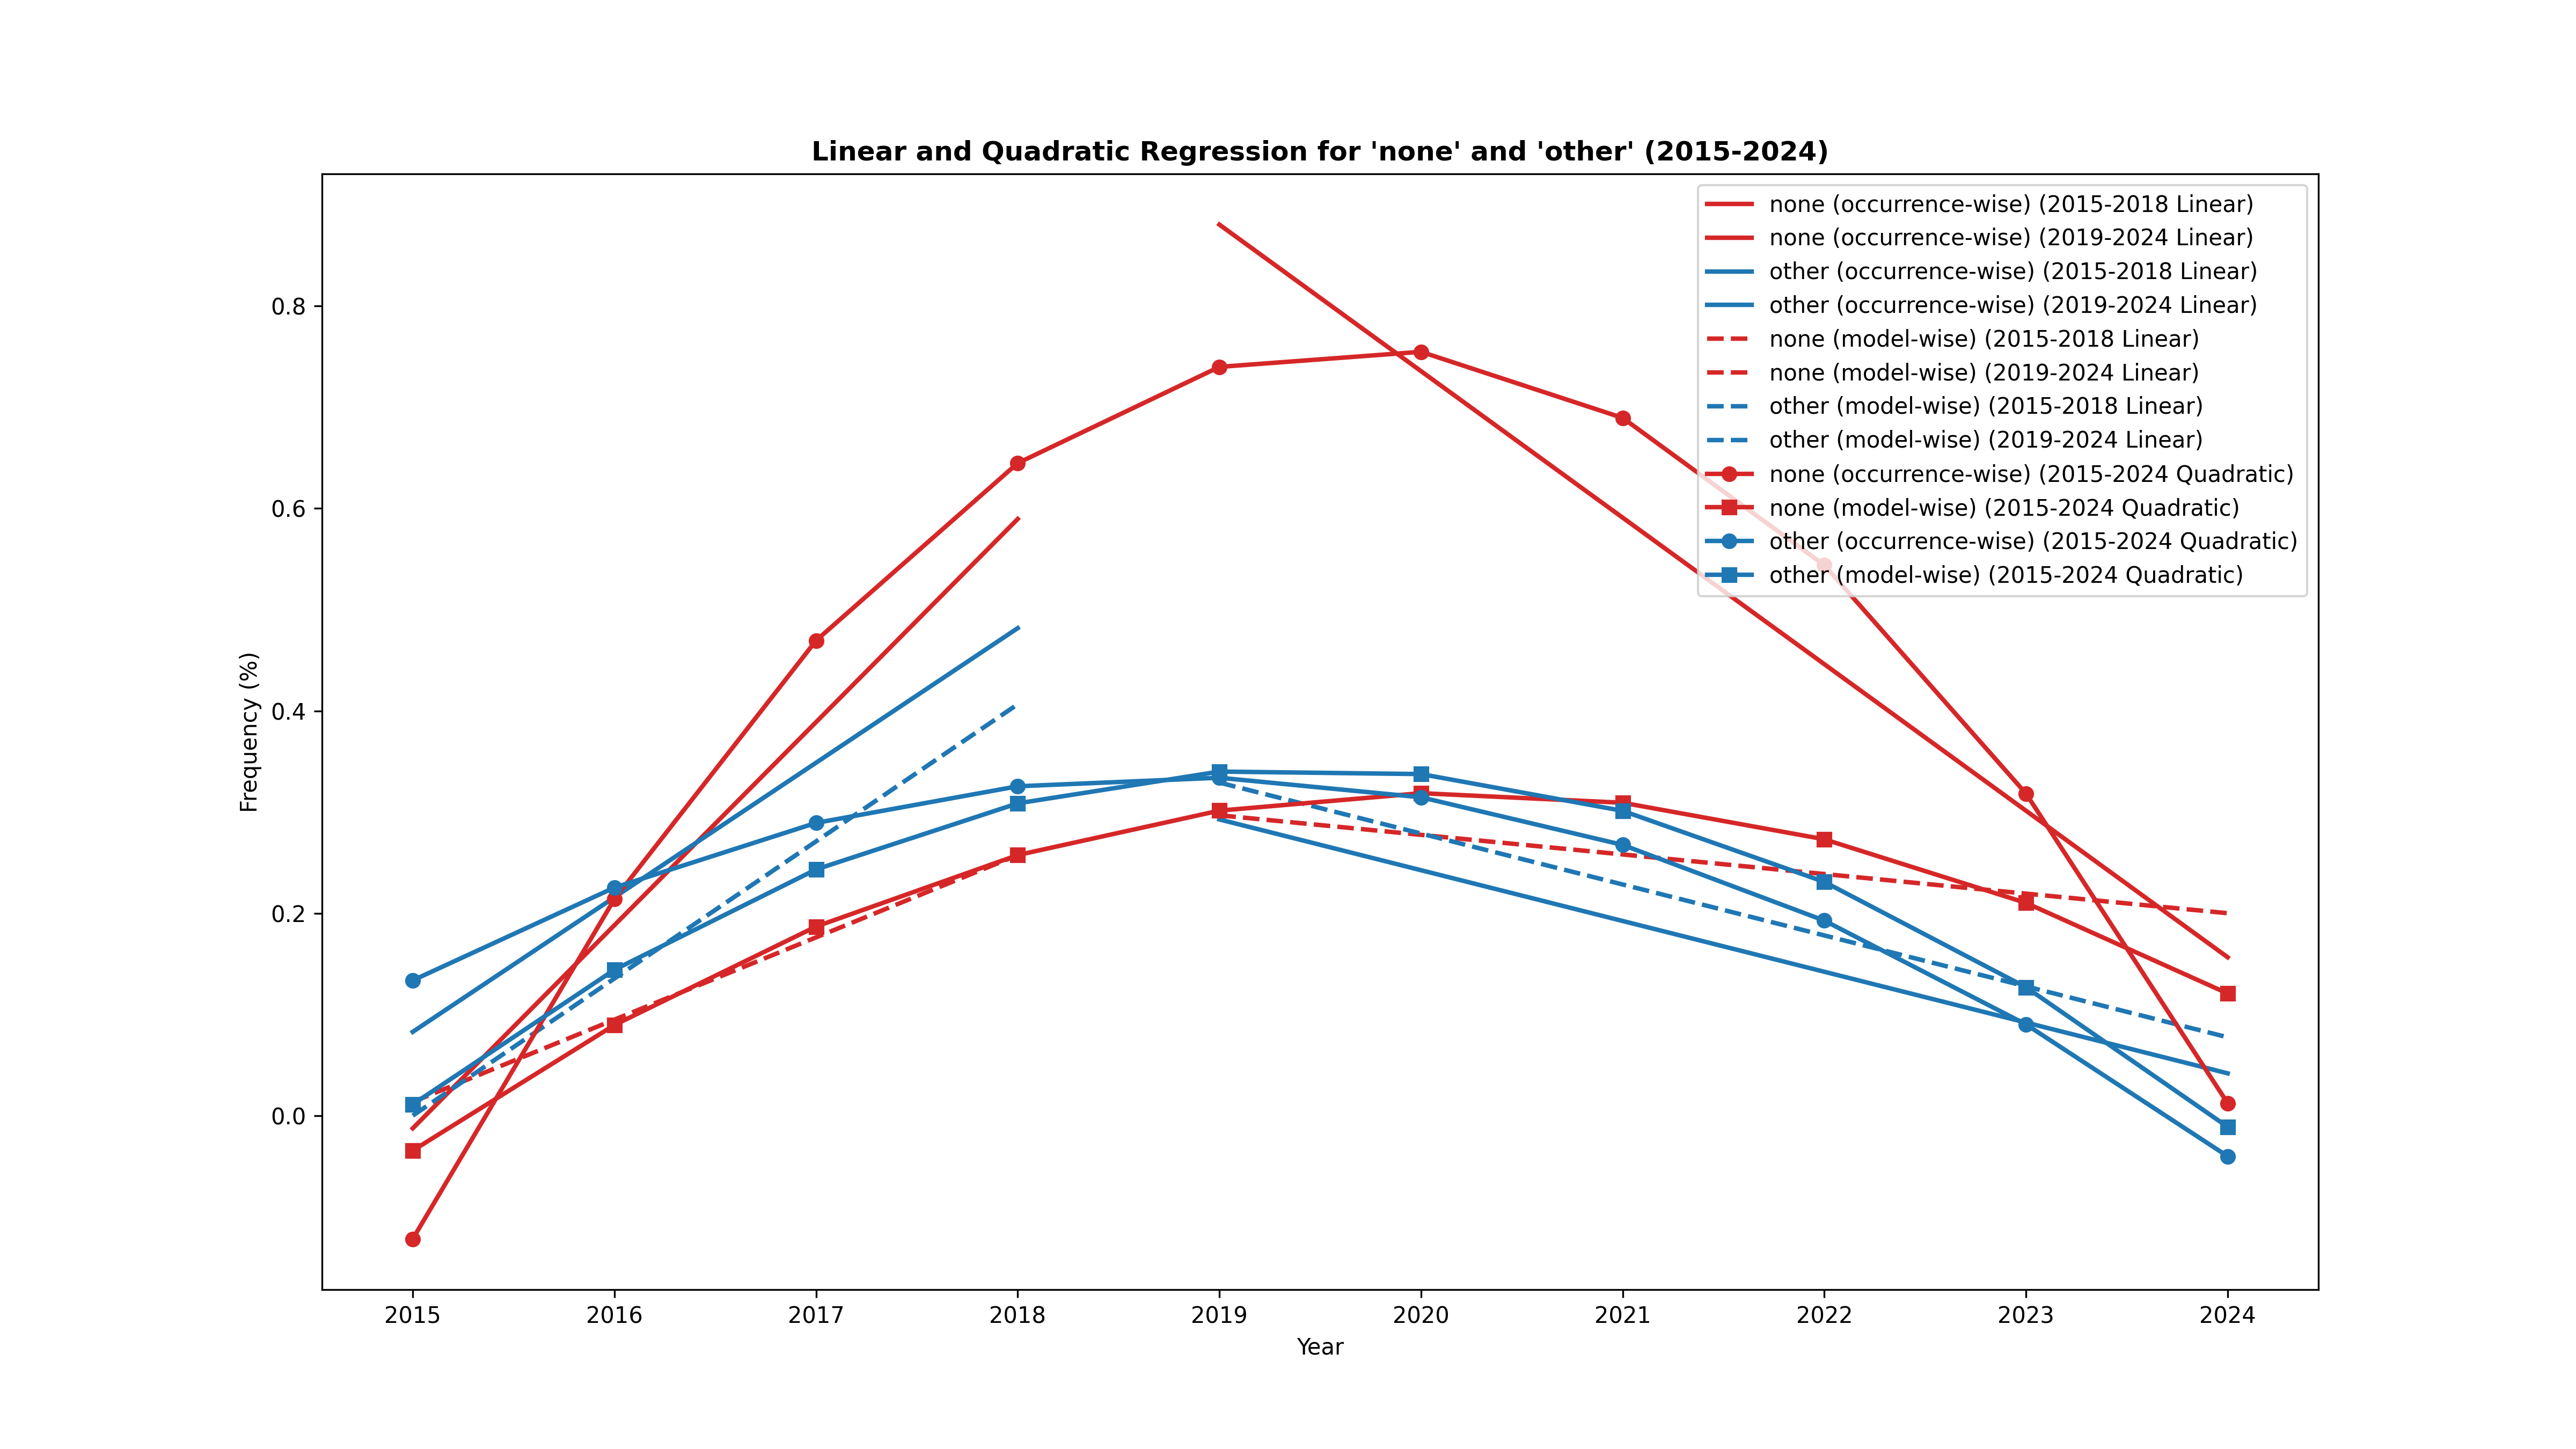 Linear and Quadratic Regression for 'none' and 'other' (2015-2024)
none (occurrence-wise) (2015-2018 Linear)
none (occurrence-wise) (2019-2024 Linear)
other (occurrence-wise) (2015-2018 Linear)
other (occurrence-wise) (2019-2024 Linear)
none (model-wise) (2015-2018 Linear)
none (model-wise) (2019-2024 Linear)
other (model-wise) (2015-2018 Linear)
other (model-wise) (2019-2024 Linear)
none (occurrence-wise) (2015-2024 Quadratic)
none (model-wise) (2015-2024 Quadratic)
other (occurrence-wise) (2015-2024 Quadratic)
other (model-wise) (2015-2024 Quadratic)
Frequency (%)
0.8
0.6
0.4
0.2
0.0
2015 2016 2017 2018 2019 2020 2021 2022 2023 2024
Year